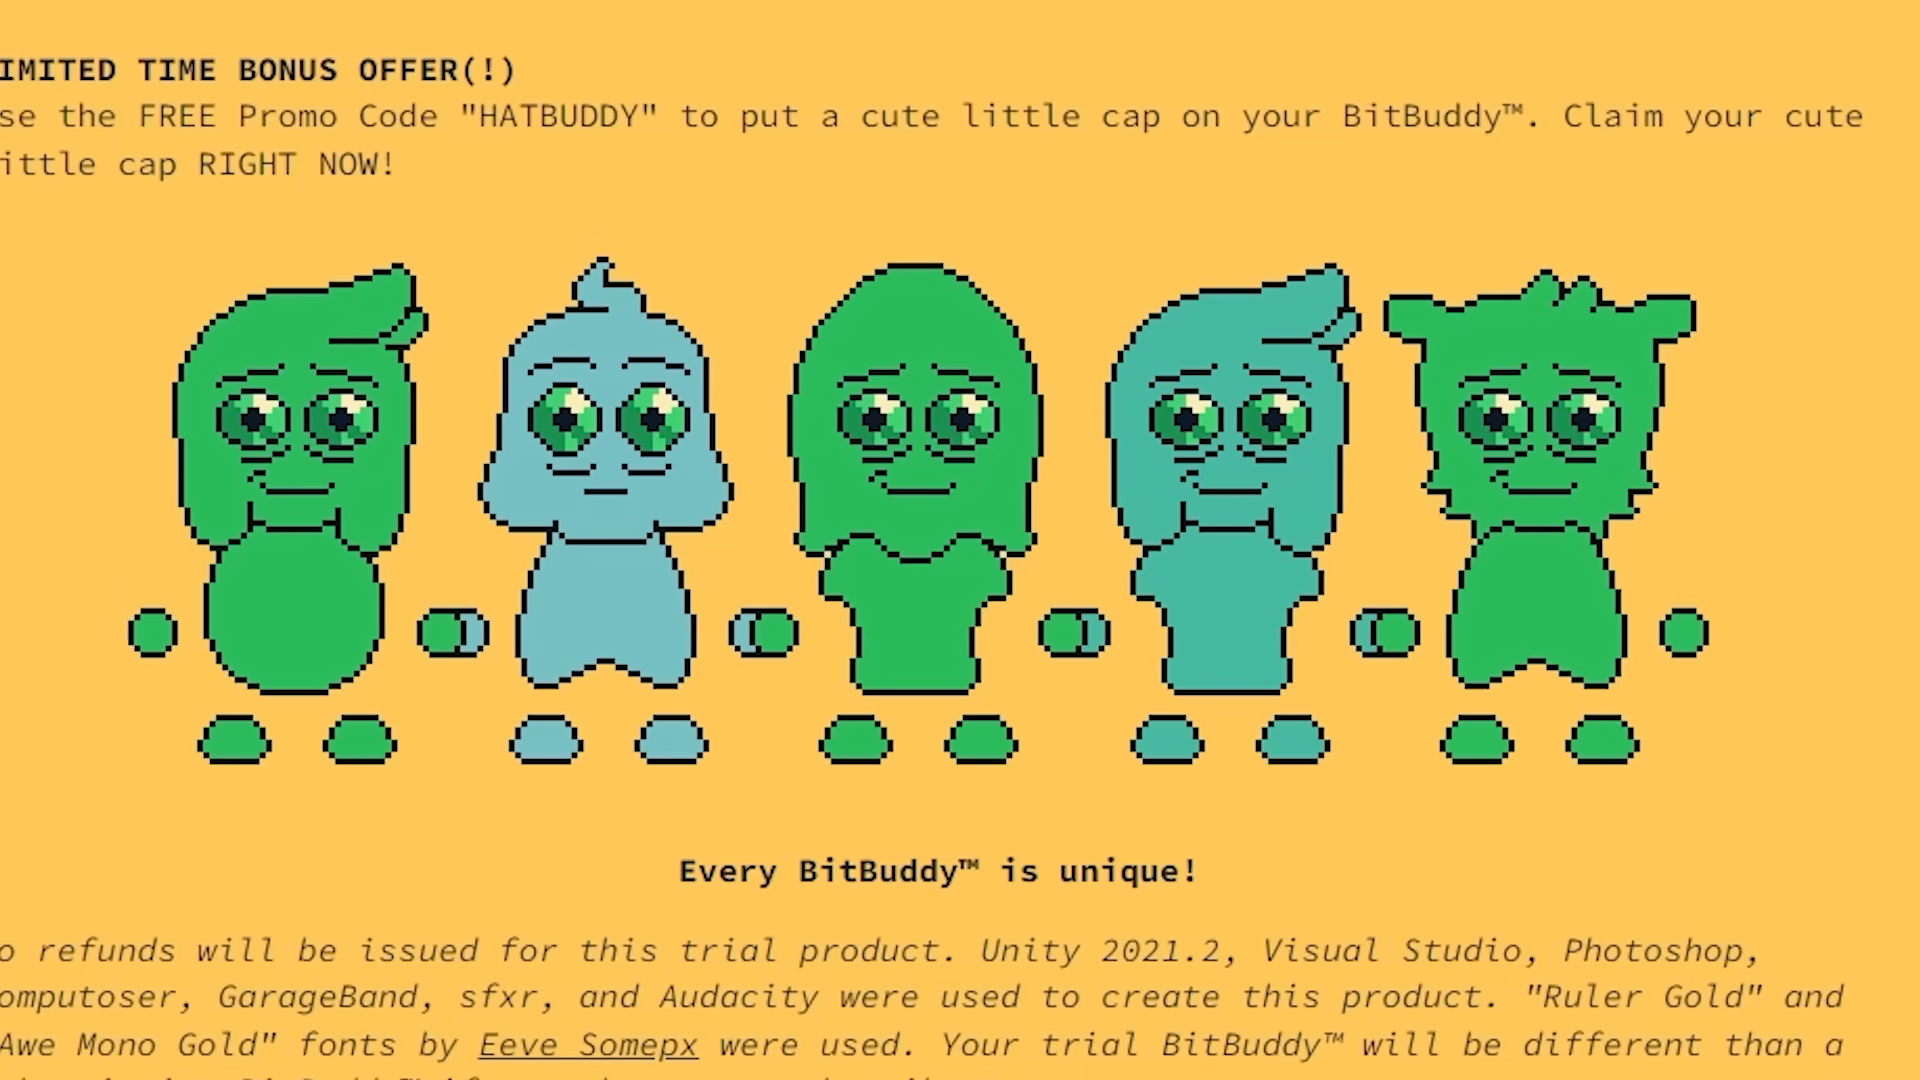 IMITED TIME BONUS OFFER(!)
se the FREE Promo Code "HATBUDDY" to put a cute little cap on your BitBuddy™. Claim your cute
ittle cap RIGHT NOW!
Every BitBuddy™ is unique!
o refunds will be issued for this trial product. Unity 2021.2, Visual Studio, Photoshop,
omputoser, GarageBand, sfxr, and Audacity were used to create this product. "Ruler Gold" and
Awe Mono Gold" fonts by Eeve Somepx were used. Your trial BitBuddy™ will be different than a